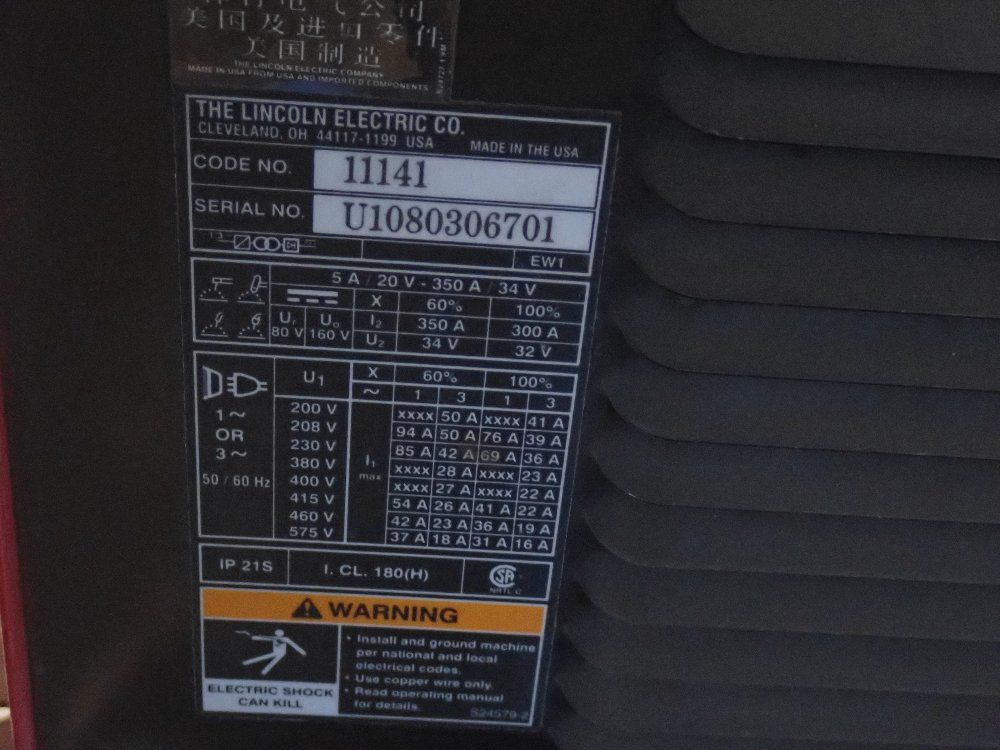 美国及进口零件
美国制造
THE LINCOLN ELECTRIC COMPANY
MADE IN USA FROM USA AND IMPORTED COMPONENTS
THE LINCOLN ELECTRIC CO.
CLEVELAND, OH 44117-1199 USA MADE IN THE USA
CODE NO. 11141
SERIAL NO. U1080306701
EW1
5 A / 20 V - 350 A / 34 V
X 60% 100%
Ur 80 V Uo 160 V I2 350 A 300 A
U2 34 V 32 V
U1 X 60% 100%
~ 1 3 1 3
1 ~ OR 3 ~
50 / 60 Hz
I1 max
200 V xxxx 50 A xxxx 41 A
208 V 94 A 50 A 76 A 39 A
230 V 85 A 42 A 69 A 36 A
380 V xxxx 28 A xxxx 23 A
400 V xxxx 27 A xxxx 22 A
415 V 54 A 26 A 41 A 22 A
460 V 42 A 23 A 36 A 19 A
575 V 37 A 18 A 31 A 16 A
IP 21S I. CL. 180(H) SA
NRTL C
WARNING
ELECTRIC SHOCK
CAN KILL
• Install and ground machine
per national and local
electrical codes.
• Use copper wire only.
• Read operating manual
for details.
S24579-2